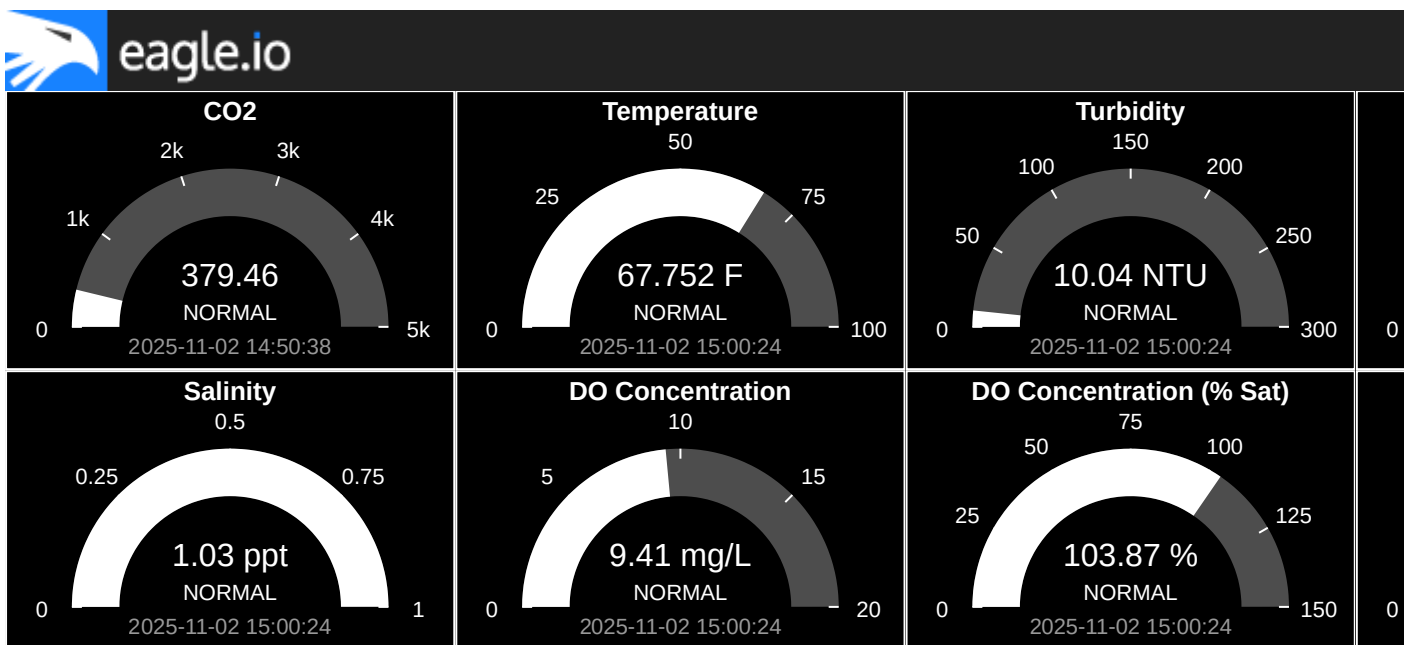 eagle.io
CO2
2k
3k
1k
4k
379.46
NORMAL
0
5k
2025-11-02 14:50:38
Temperature
50
25
75
67.752 F
NORMAL
0
100
2025-11-02 15:00:24
Turbidity
150
100
200
50
250
10.04 NTU
NORMAL
0
300
2025-11-02 15:00:24
0
Salinity
0.5
0.25
0.75
1.03 ppt
NORMAL
0
1
2025-11-02 15:00:24
DO Concentration
10
5
15
9.41 mg/L
NORMAL
0
20
2025-11-02 15:00:24
DO Concentration (% Sat)
75
50
100
25
125
103.87 %
NORMAL
0
150
2025-11-02 15:00:24
0